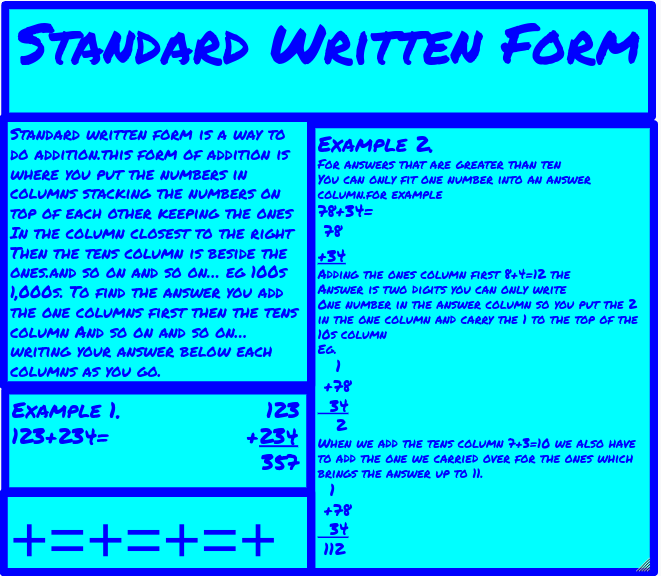 Standard Written Form
Standard written form is a way to
do addition.this form of addition is
where you put the numbers in
columns stacking the numbers on
top of each other keeping the ones
In the column closest to the right
Then the tens column is beside the
ones.and so on and so on... eg 100s
1,000s. To find the answer you add
the one columns first then the tens
column And so on and so on...
writing your answer below each
columns as you go.
Example 1.
123+234=
123
+234
357
+=+=+=+
Example 2.
For answers that are greater than ten
You can only fit one number into an answer
column.for example
78+34=
78
+34
Adding the ones column first 8+4=12 the
Answer is two digits you can only write
One number in the answer column so you put the 2
in the one column and carry the 1 to the top of the
10s column
Eg.
1
+78
34
2
When we add the tens column 7+3=10 we also have
to add the one we carried over for the ones which
brings the answer up to 11.
1
+78
34
112